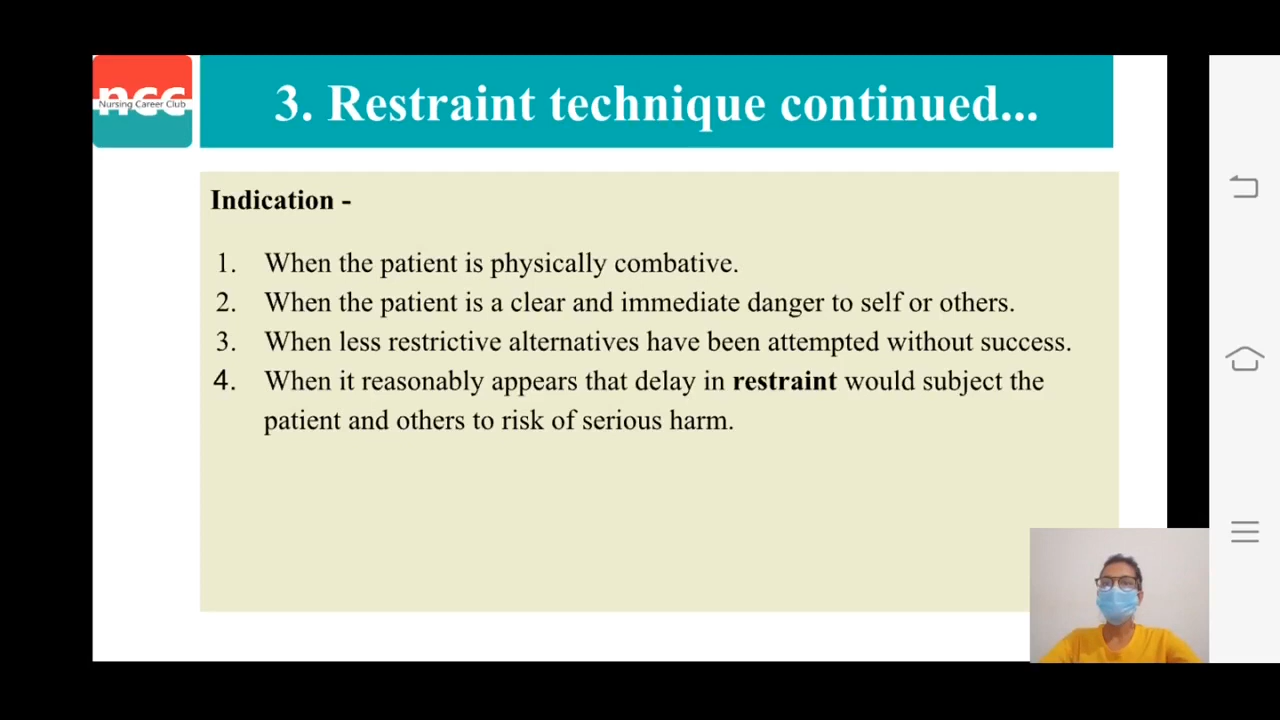 ncc
Nursing Career Club
3. Restraint technique continued...
Indication -
1. When the patient is physically combative.
2. When the patient is a clear and immediate danger to self or others.
3. When less restrictive alternatives have been attempted without success.
4. When it reasonably appears that delay in restraint would subject the
patient and others to risk of serious harm.